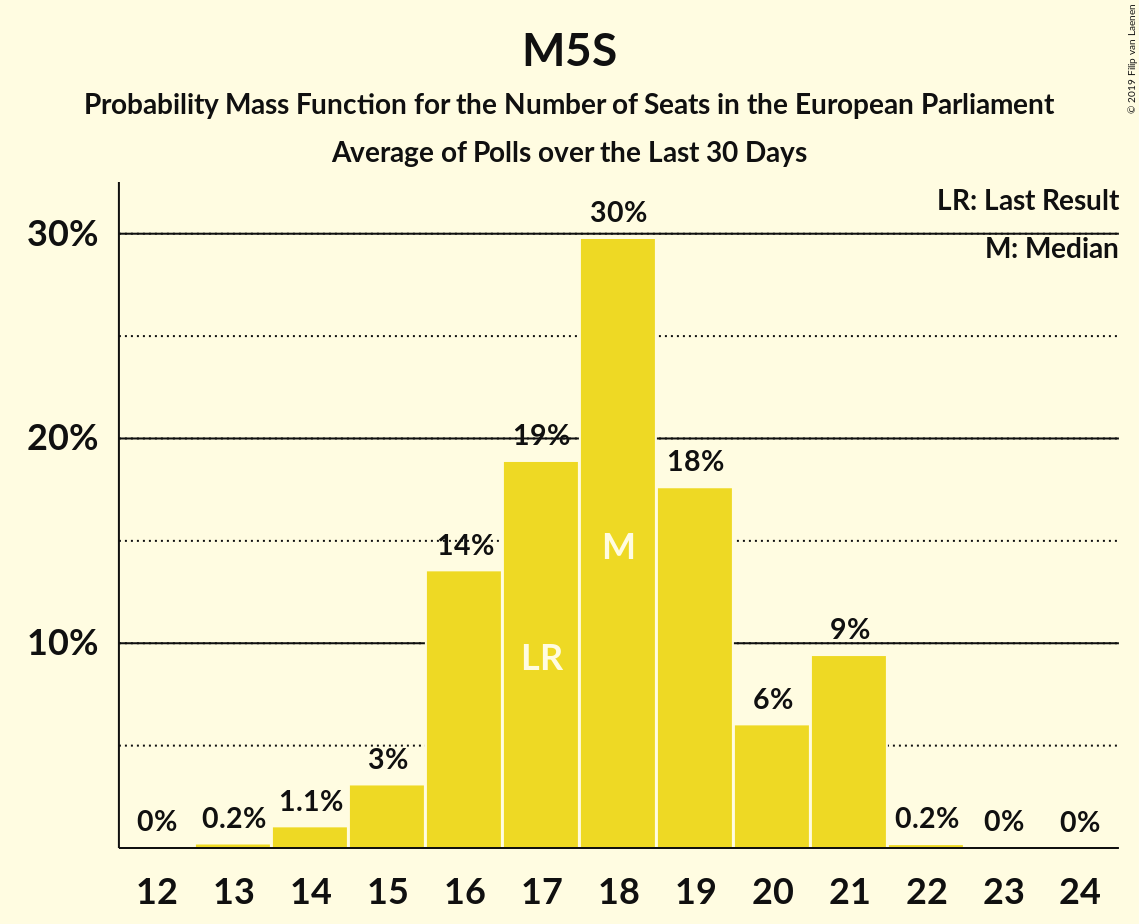 M5S
Probability Mass Function for the Number of Seats in the European Parliament
Average of Polls over the Last 30 Days
© 2019 Filip van Laenen
LR: Last Result
M: Median
30%
20%
10%
0%
0.2%
1.1%
3%
14%
19%
30%
18%
6%
9%
0.2%
0%
0%
LR
M
12 13 14 15 16 17 18 19 20 21 22 23 24